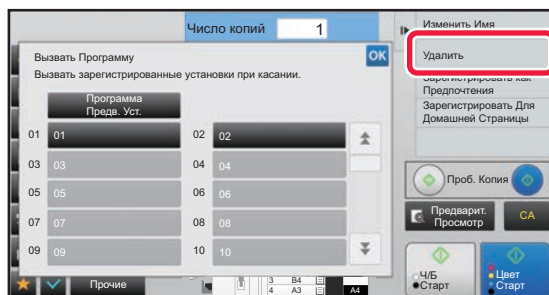 Число копий 1
Изменить Имя
Удалить
Зарегистрировать как
Предпочтения
Зарегистрировать Для
Домашней Страницы
Вызвать Программу
OK
Вызвать зарегистрированные установки при касании.
Программа
Предв. Уст.
01 01 02 02
03 03 04 04
05 05 06 06
07 07 08 08
09 09 10 10
Проб. Копия
Предварит.
Просмотр
CA
Прочие
3 B4
4 A3
A4
Ч/Б
Старт
Цвет
Старт